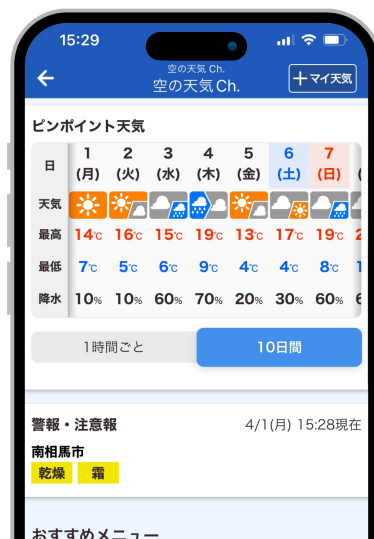 15:29
空の天気 Ch.
空の天気 Ch.
＋マイ天気
ピンポイント天気
日 1 2 3 4 5 6 7
(月) (火) (水) (木) (金) (土) (日) (
天気
最高 14℃ 16℃ 15℃ 19℃ 13℃ 17℃ 19℃ 2
最低 7℃ 5℃ 6℃ 9℃ 4℃ 4℃ 8℃ 1
降水 10% 10% 60% 70% 20% 30% 60% 6
1時間ごと 10日間
警報・注意報 4/1(月) 15:28現在
南相馬市
乾燥 霜
おすすめメニュー